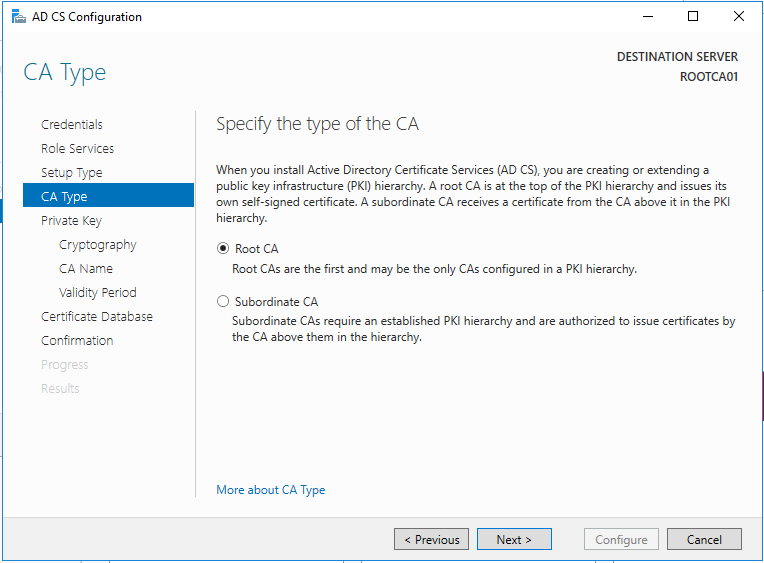 AD CS Configuration
CA Type
DESTINATION SERVER
ROOTCA01
Credentials
Role Services
Setup Type
CA Type
Private Key
Cryptography
CA Name
Validity Period
Certificate Database
Confirmation
Progress
Results
Specify the type of the CA
When you install Active Directory Certificate Services (AD CS), you are creating or extending a
public key infrastructure (PKI) hierarchy. A root CA is at the top of the PKI hierarchy and issues its
own self-signed certificate. A subordinate CA receives a certificate from the CA above it in the PKI
hierarchy.
Root CA
Root CAs are the first and may be the only CAs configured in a PKI hierarchy.
Subordinate CA
Subordinate CAs require an established PKI hierarchy and are authorized to issue certificates by
the CA above them in the hierarchy.
More about CA Type
< Previous
Next >
Configure
Cancel